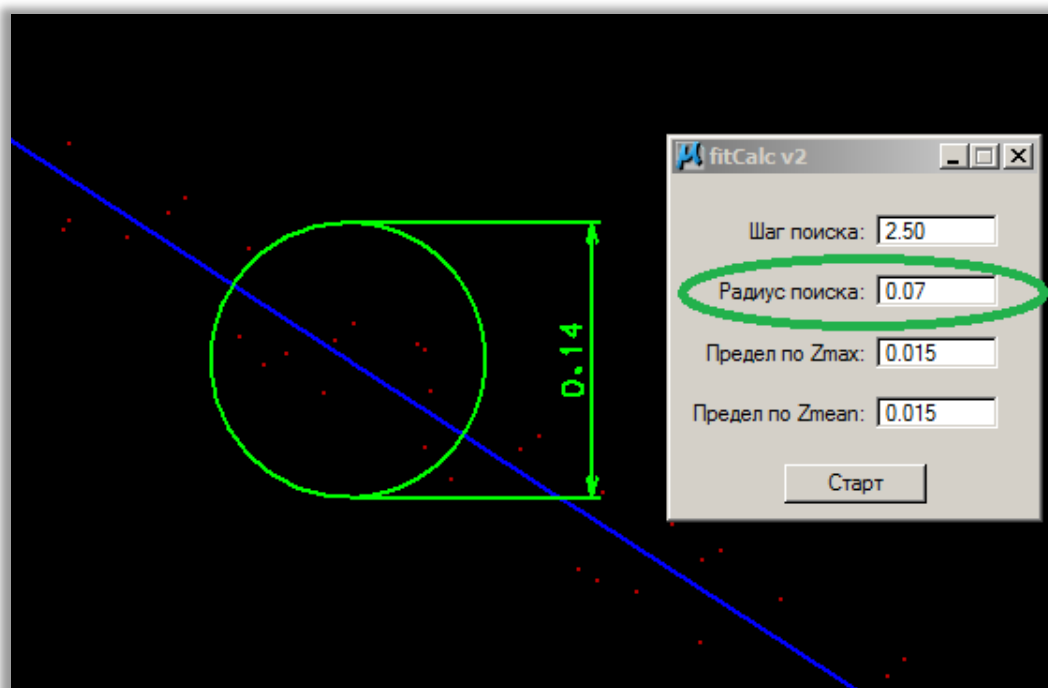 fitCalc v2
Шаг поиска: 2.50
Радиус поиска: 0.07
Предел по Zmax: 0.015
Предел по Zmean: 0.015
Старт
D.14